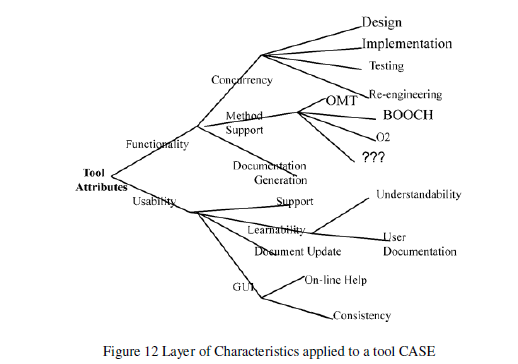 Design
Implementation
Testing
Concurrency
Re-engineering
OMT
Method
Support
BOOCH
O2
???
Functionality
Documentation
Generation
Tool
Attributes
Usability
Support
Understandability
Learnability
User
Documentation
Document Update
GUI
On-line Help
Consistency
Figure 12 Layer of Characteristics applied to a tool CASE